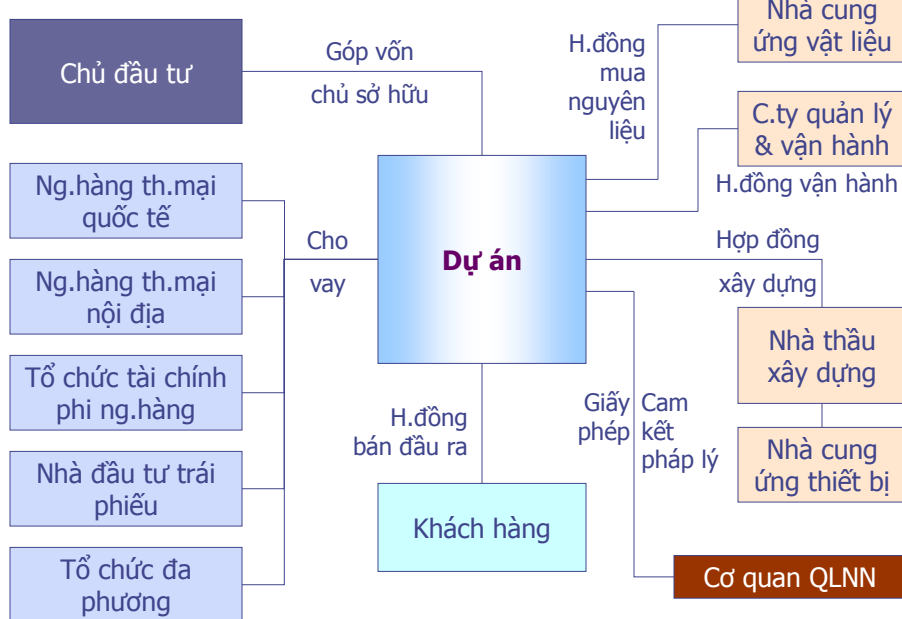 Chủ đầu tư
Góp vốn
chủ sở hữu
H.đồng
mua
nguyên
liệu
Nhà cung
ứng vật liệu
C.ty quản lý
& vận hành
H.đồng vận hành
Ng.hàng th.mại
quốc tế
Ng.hàng th.mại
nội địa
Tổ chức tài chính
phi ng.hàng
Nhà đầu tư trái
phiếu
Tổ chức đa
phương
Cho
vay
Dự án
Hợp đồng
xây dựng
Nhà thầu
xây dựng
Nhà cung
ứng thiết bị
H.đồng
bán đầu ra
Khách hàng
Giấy
phép
Cam
kết
pháp lý
Cơ quan QLNN